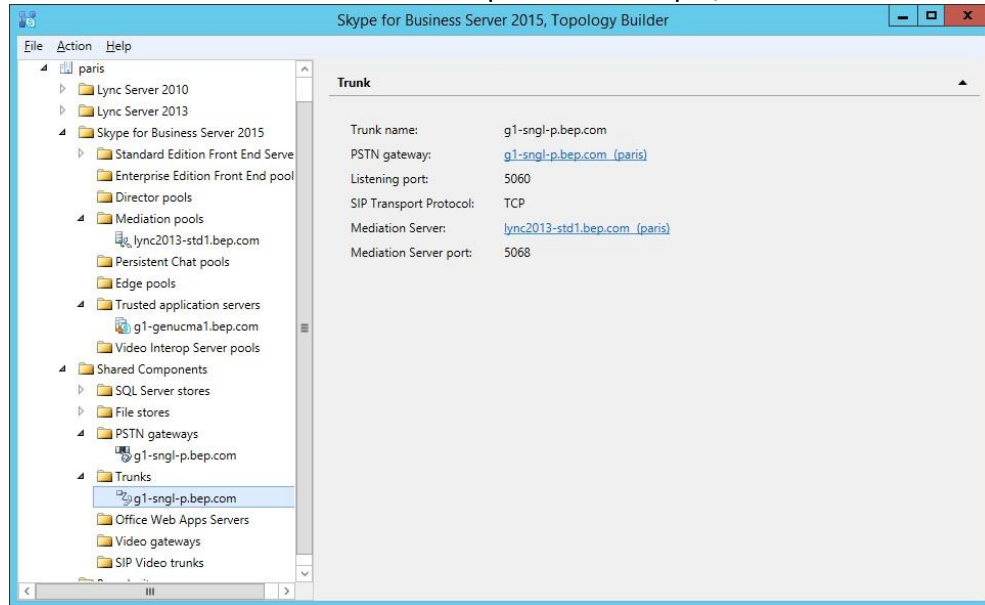 Skype for Business Server 2015, Topology Builder
File Action Help
paris
Lync Server 2010
Lync Server 2013
Skype for Business Server 2015
Standard Edition Front End Serve
Enterprise Edition Front End pool
Director pools
Mediation pools
lync2013-std1.bep.com
Persistent Chat pools
Edge pools
Trusted application servers
g1-genucma1.bep.com
Video Interop Server pools
Shared Components
SQL Server stores
File stores
PSTN gateways
g1-sngl-p.bep.com
Trunks
g1-sngl-p.bep.com
Office Web Apps Servers
Video gateways
SIP Video trunks
Trunk
Trunk name: g1-sngl-p.bep.com
PSTN gateway: g1-sngl-p.bep.com (paris)
Listening port: 5060
SIP Transport Protocol: TCP
Mediation Server: lync2013-std1.bep.com (paris)
Mediation Server port: 5068